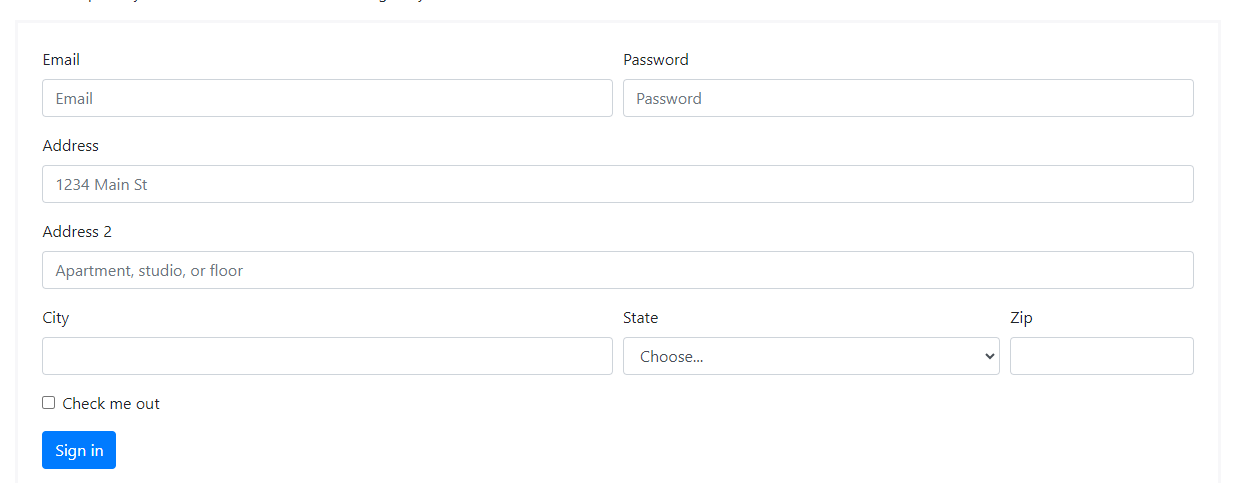 Email Password
Email Password
Address
1234 Main St
Address 2
Apartment, studio, or floor
City State Zip
Choose...
Check me out
Sign in